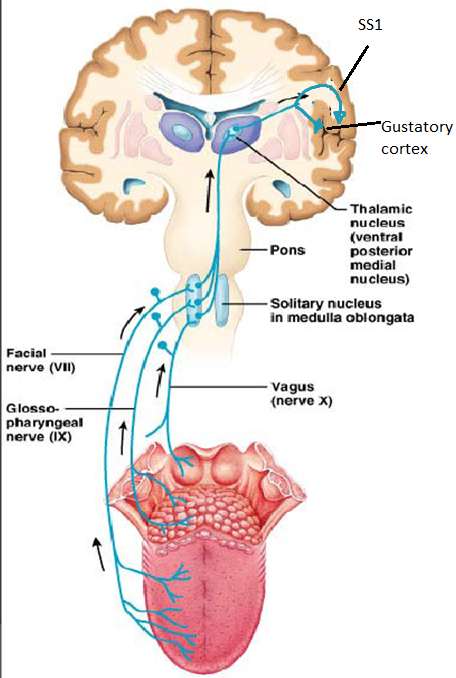 SS1
Gustatory
cortex
Thalamic
nucleus
(ventral
posterior
medial
nucleus)
Pons
Solitary nucleus
in medulla oblongata
Facial
nerve (VII)
Vagus
(nerve X)
Glosso-
pharyngeal
nerve (IX)